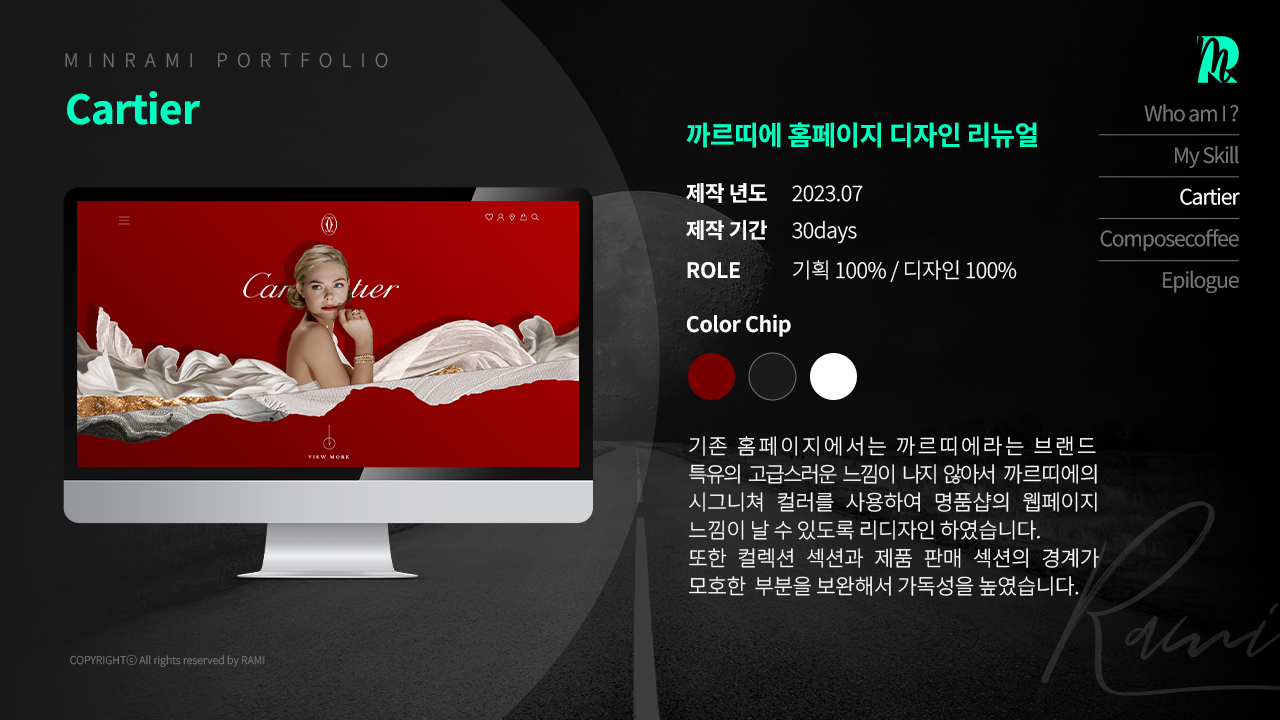 MINRAMI PORTFOLIO
Cartier
VIEW MORE
COPYRIGHTⓒ All rights reserved by RAMI
까르띠에 홈페이지 디자인 리뉴얼
제작 년도 2023.07
제작 기간 30days
ROLE 기획 100% / 디자인 100%
Color Chip
기존 홈페이지에서는 까르띠에라는 브랜드
특유의 고급스러운 느낌이 나지 않아서 까르띠에의
시그니쳐 컬러를 사용하여 명품샵의 웹페이지
느낌이 날 수 있도록 리디자인 하였습니다.
또한 컬렉션 섹션과 제품 판매 섹션의 경계가
모호한 부분을 보완해서 가독성을 높였습니다.
Who am I ?
My Skill
Cartier
Composecoffee
Epilogue
Rami